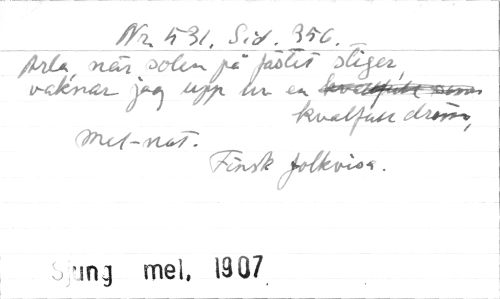 Nr. 531. Sid. 356.
Arla, när solen på fästet stiger
vaknar jag upp ur en
kvalfull dröm,
Mel-not.
Finsk folkvisa.
Sjung mel. 1907